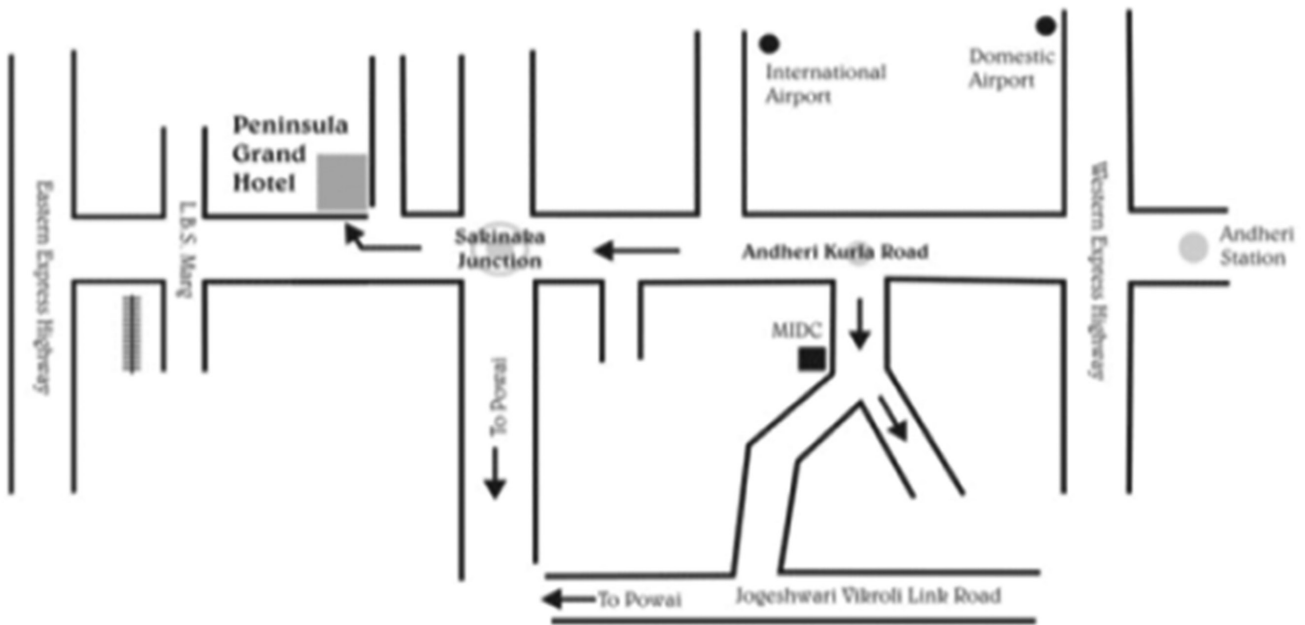 International
Airport
Domestic
Airport
Peninsula
Grand
Hotel
Eastern Express Highway
L.B.S. Marg
Sakinaka
Junction
Andheri Kurla Road
Western Express Highway
Andheri
Station
MIDC
To Powai
To Powai
Jogeshwari Vikroli Link Road